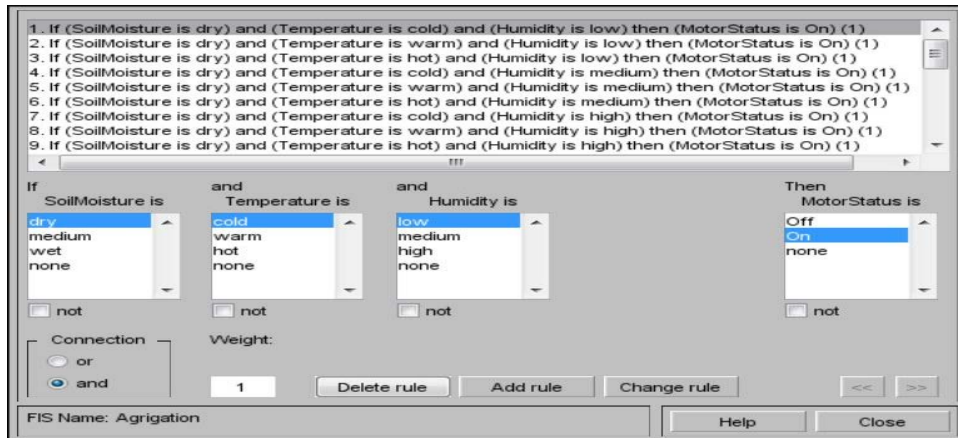 1. If (SoilMoisture is dry) and (Temperature is cold) and (Humidity is low) then (MotorStatus is On) (1)
2. If (SoilMoisture is dry) and (Temperature is warm) and (Humidity is low) then (MotorStatus is On) (1)
3. If (SoilMoisture is dry) and (Temperature is hot) and (Humidity is low) then (MotorStatus is On) (1)
4. If (SoilMoisture is dry) and (Temperature is cold) and (Humidity is medium) then (MotorStatus is On) (1)
5. If (SoilMoisture is dry) and (Temperature is warm) and (Humidity is medium) then (MotorStatus is On) (1)
6. If (SoilMoisture is dry) and (Temperature is hot) and (Humidity is medium) then (MotorStatus is On) (1)
7. If (SoilMoisture is dry) and (Temperature is cold) and (Humidity is high) then (MotorStatus is On) (1)
8. If (SoilMoisture is dry) and (Temperature is warm) and (Humidity is high) then (MotorStatus is On) (1)
9. If (SoilMoisture is dry) and (Temperature is hot) and (Humidity is high) then (MotorStatus is On) (1)
If and and Then
SoilMoisture is Temperature is Humidity is MotorStatus is
dry cold low Off
medium warm medium On
wet hot high none
none none none
not not not not
Connection Weight:
or
and 1 Delete rule Add rule Change rule << >>
FIS Name: Agrigation Help Close